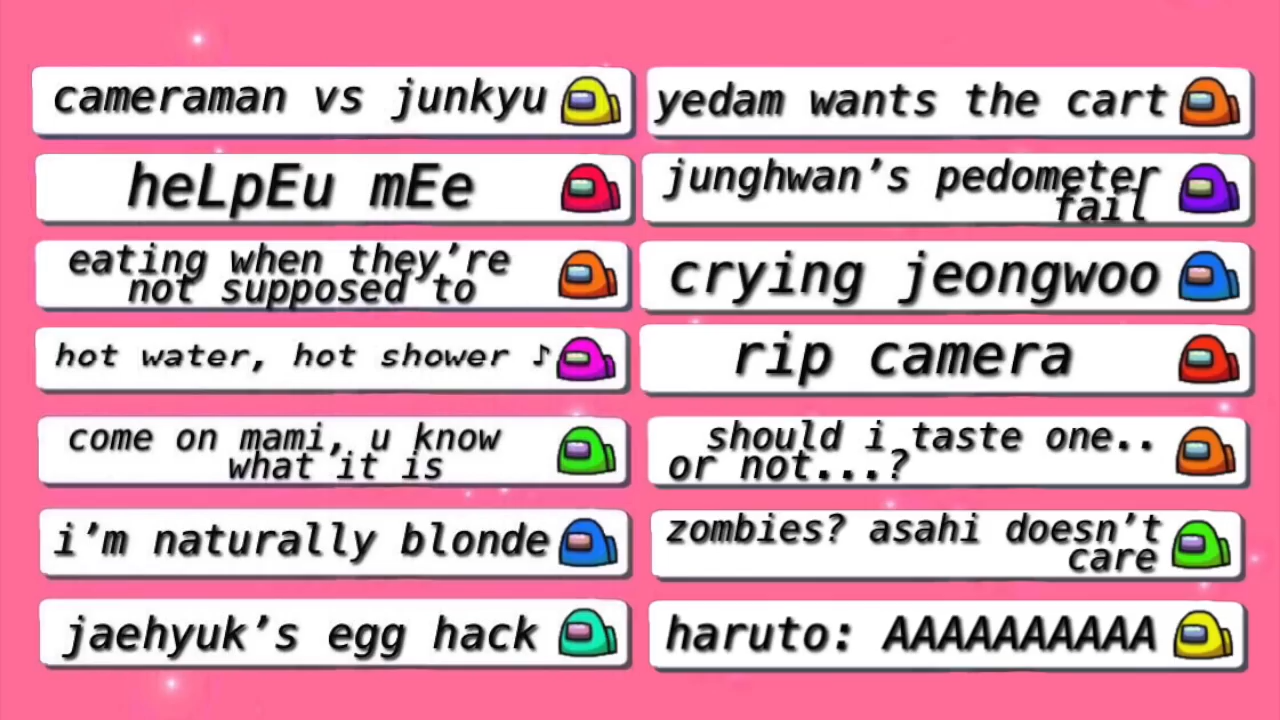 cameraman vs junkyu
heLpEu mEe
eating when they're
not supposed to
hot water, hot shower ♪
come on mami, u know
what it is
i'm naturally blonde
jaehyuk's egg hack
yedam wants the cart
junghwan's pedometer
fail
crying jeongwoo
rip camera
should i taste one..
or not...?
zombies? asahi doesn't
care
haruto: AAAAAAAAAA